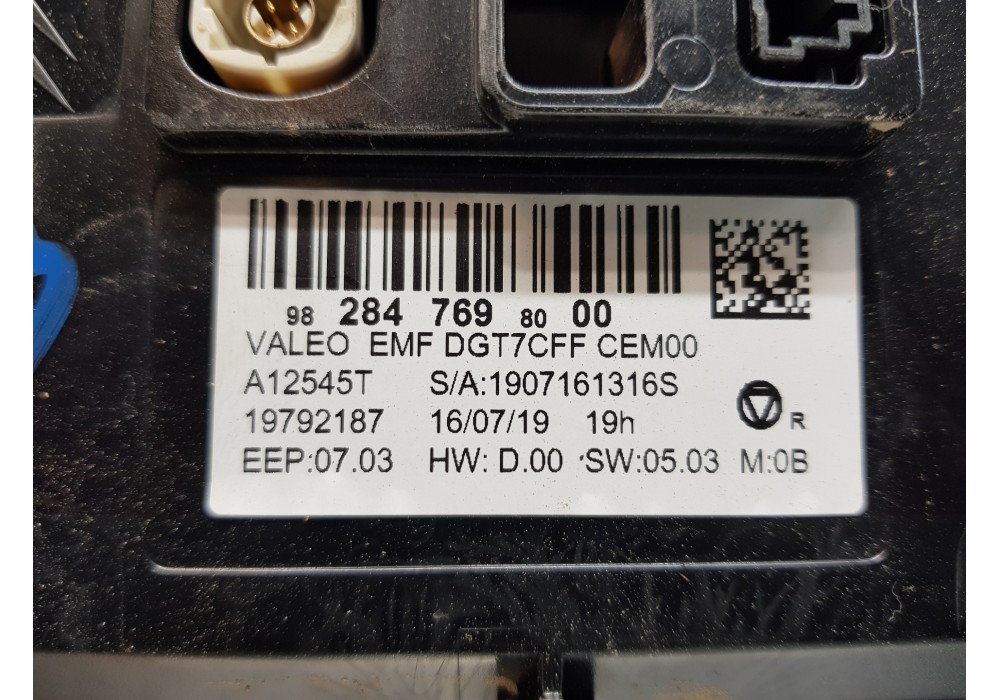 98 284 769 80 00
VALEO EMF DGT7CFF CEM00
A12545T S/A:1907161316S
19792187 16/07/19 19h R
EEP:07.03 HW: D.00 SW:05.03 M:0B